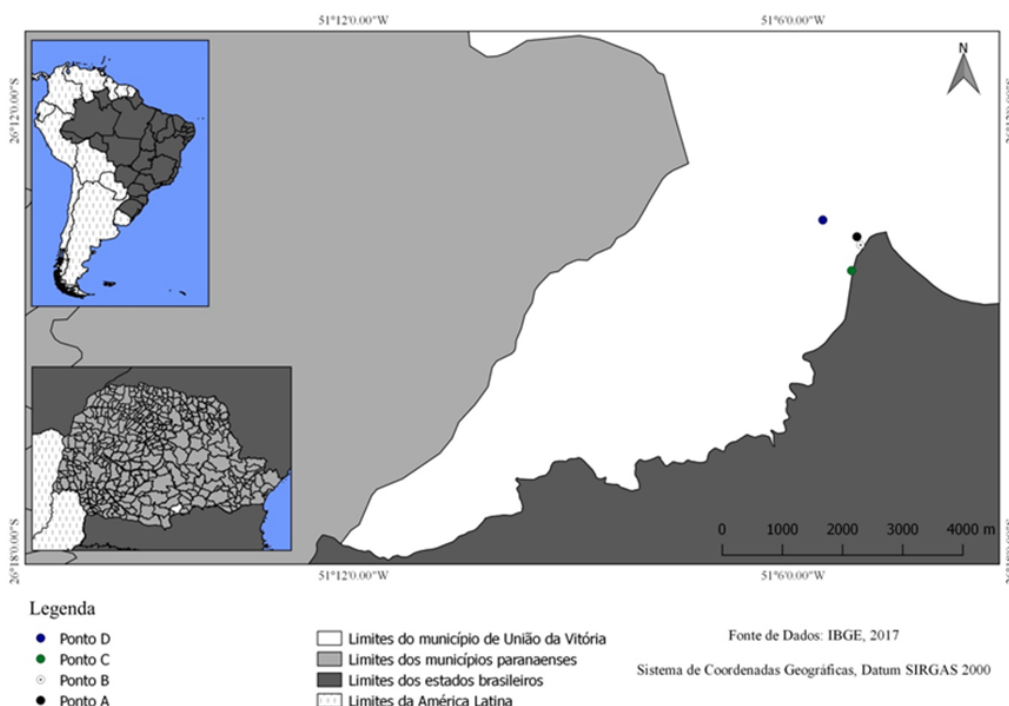 51°12'0.00"W
51°6'0.00"W
26°12'0.00"S
N
0
1000
2000
3000
4000 m
26°18'0.00"S
51°12'0.00"W
51°6'0.00"W
Legenda
Ponto D
Ponto C
Ponto B
Ponto A
Limites do município de União da Vitória
Limites dos municípios paranaenses
Limites dos estados brasileiros
Limites da América Latina
Fonte de Dados: IBGE, 2017
Sistema de Coordenadas Geográficas, Datum SIRGAS 2000